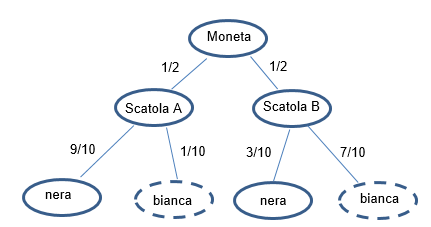 Moneta
1/2
1/2
Scatola A
Scatola B
9/10
1/10
3/10
7/10
nera
bianca
nera
bianca